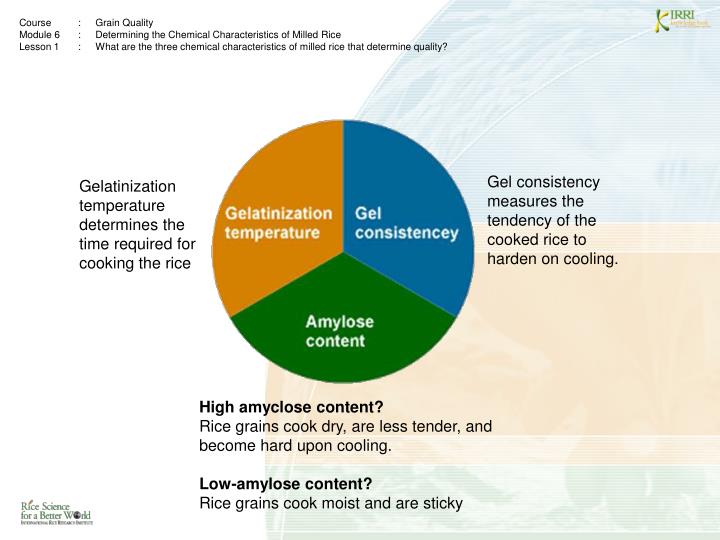 Course : Grain Quality
Module 6 : Determining the Chemical Characteristics of Milled Rice
Lesson 1 : What are the three chemical characteristics of milled rice that determine quality?
IRRI
Gelatinization
temperature
determines the
time required for
cooking the rice
Gelatinization
temperature
Gel
consistencey
Amylose
content
Gel consistency
measures the
tendency of the
cooked rice to
harden on cooling.
High amyclose content?
Rice grains cook dry, are less tender, and
become hard upon cooling.
Low-amylose content?
Rice grains cook moist and are sticky
Rice Science
for a Better World
INTERNATIONAL RICE RESEARCH INSTITUTE